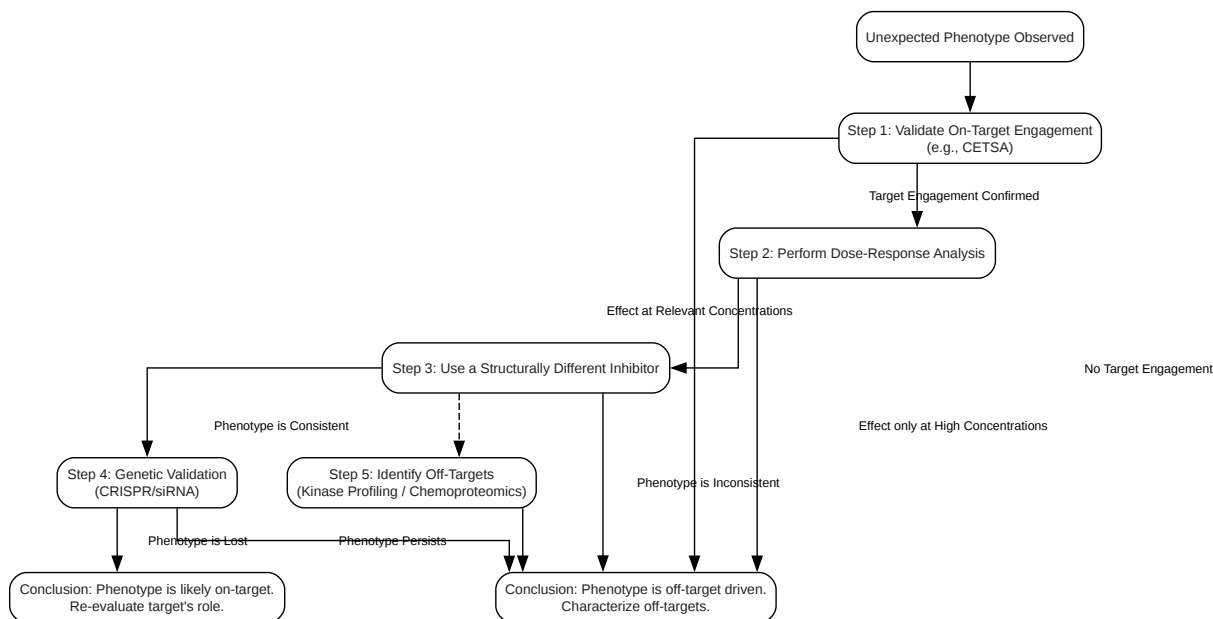 Unexpected Phenotype Observed
Step 1: Validate On-Target Engagement
(e.g., CETSA)
Target Engagement Confirmed
Step 2: Perform Dose-Response Analysis
Effect at Relevant Concentrations
Step 3: Use a Structurally Different Inhibitor
No Target Engagement
Phenotype is Consistent
Effect only at High Concentrations
Step 4: Genetic Validation
(CRISPR/siRNA)
Step 5: Identify Off-Targets
(Kinase Profiling / Chemoproteomics)
Phenotype is Inconsistent
Phenotype is Lost
Phenotype Persists
Conclusion: Phenotype is likely on-target.
Re-evaluate target's role.
Conclusion: Phenotype is off-target driven.
Characterize off-targets.